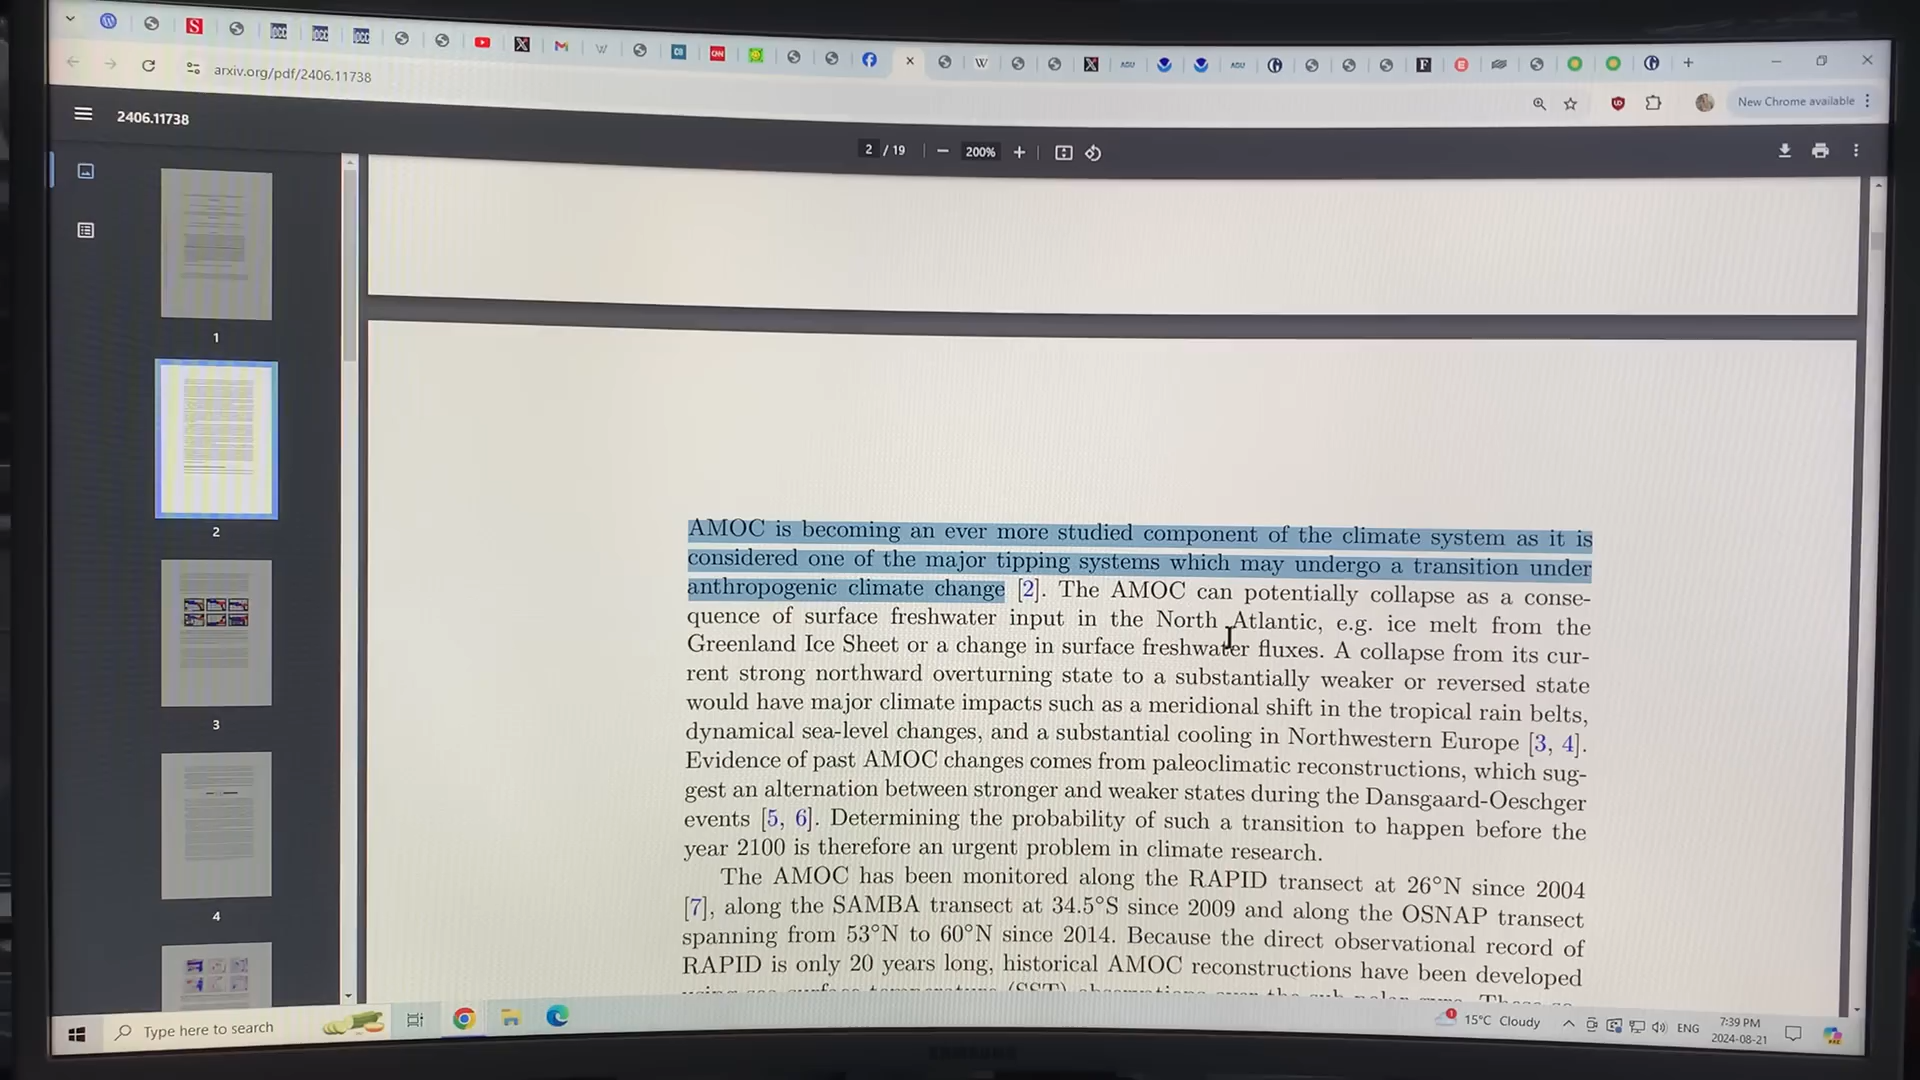 arxiv.org/pdf/2406.11738
New Chrome available
2406.11738
2 / 19
200%
1
2
3
4
AMOC is becoming an ever more studied component of the climate system as it is
considered one of the major tipping systems which may undergo a transition under
anthropogenic climate change [2]. The AMOC can potentially collapse as a conse-
quence of surface freshwater input in the North Atlantic, e.g. ice melt from the
Greenland Ice Sheet or a change in surface freshwater fluxes. A collapse from its cur-
rent strong northward overturning state to a substantially weaker or reversed state
would have major climate impacts such as a meridional shift in the tropical rain belts,
dynamical sea-level changes, and a substantial cooling in Northwestern Europe [3, 4].
Evidence of past AMOC changes comes from paleoclimatic reconstructions, which sug-
gest an alternation between stronger and weaker states during the Dansgaard-Oeschger
events [5, 6]. Determining the probability of such a transition to happen before the
year 2100 is therefore an urgent problem in climate research.
The AMOC has been monitored along the RAPID transect at 26°N since 2004
[7], along the SAMBA transect at 34.5°S since 2009 and along the OSNAP transect
spanning from 53°N to 60°N since 2014. Because the direct observational record of
RAPID is only 20 years long, historical AMOC reconstructions have been developed
Type here to search
15°C Cloudy
ENG
7:39 PM
2024-08-21
SAMSUNG